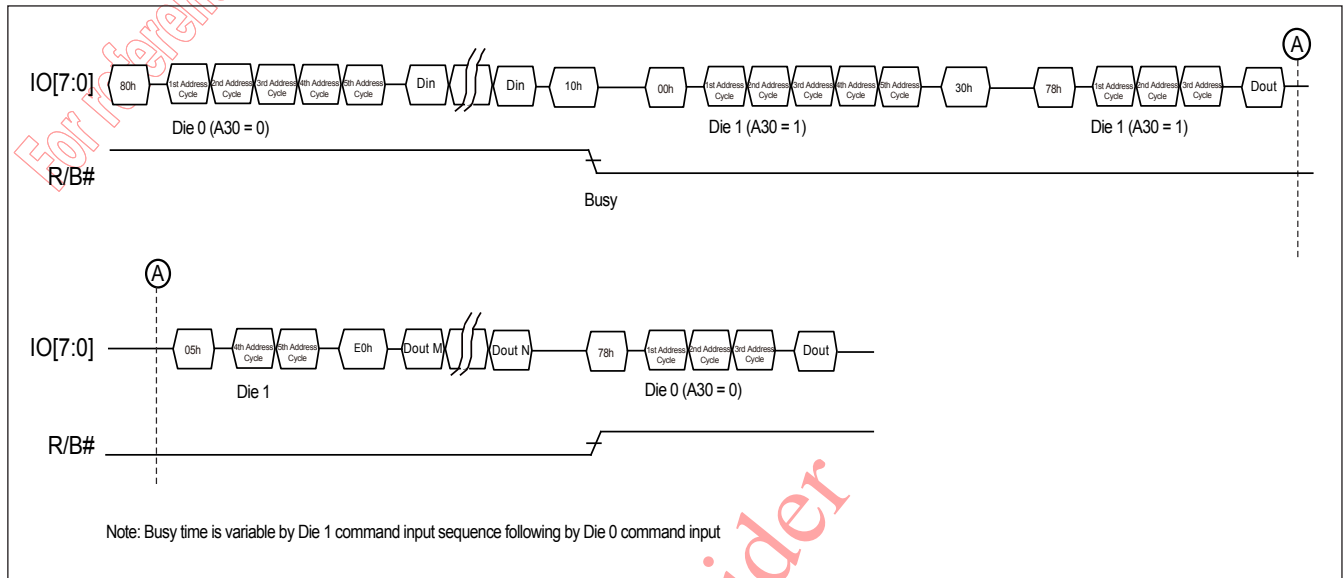 For referen
A
IO[7:0] 80h 1st Address Cycle 2nd Address Cycle 3rd Address Cycle 4th Address Cycle 5th Address Cycle Din Din 10h 00h 1st Address Cycle 2nd Address Cycle 3rd Address Cycle 4th Address Cycle 5th Address Cycle 30h 78h 1st Address Cycle 2nd Address Cycle 3rd Address Cycle Dout
Die 0 (A30 = 0) Die 1 (A30 = 1) Die 1 (A30 = 1)
R/B#
Busy
A
IO[7:0] 05h 4th Address Cycle 5th Address Cycle E0h Dout M Dout N 78h 1st Address Cycle 2nd Address Cycle 3rd Address Cycle Dout
Die 1 Die 0 (A30 = 0)
R/B#
Note: Busy time is variable by Die 1 command input sequence following by Die 0 command input
ider